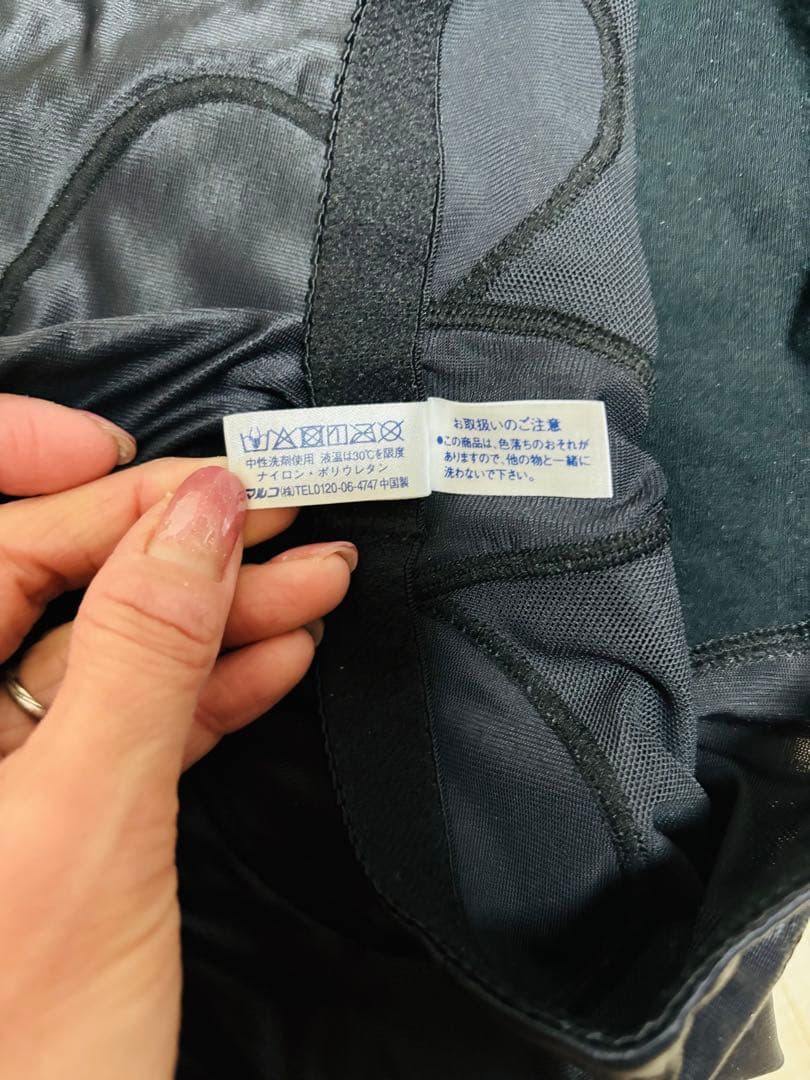 中性洗剤使用 液温は30℃を限度
ナイロン・ポリウレタン
マルコ(株)TEL0120-06-4747 中国製
お取扱いのご注意
●この商品は、色落ちのおそれが
ありますので、他の物と一緒に
洗わないで下さい。